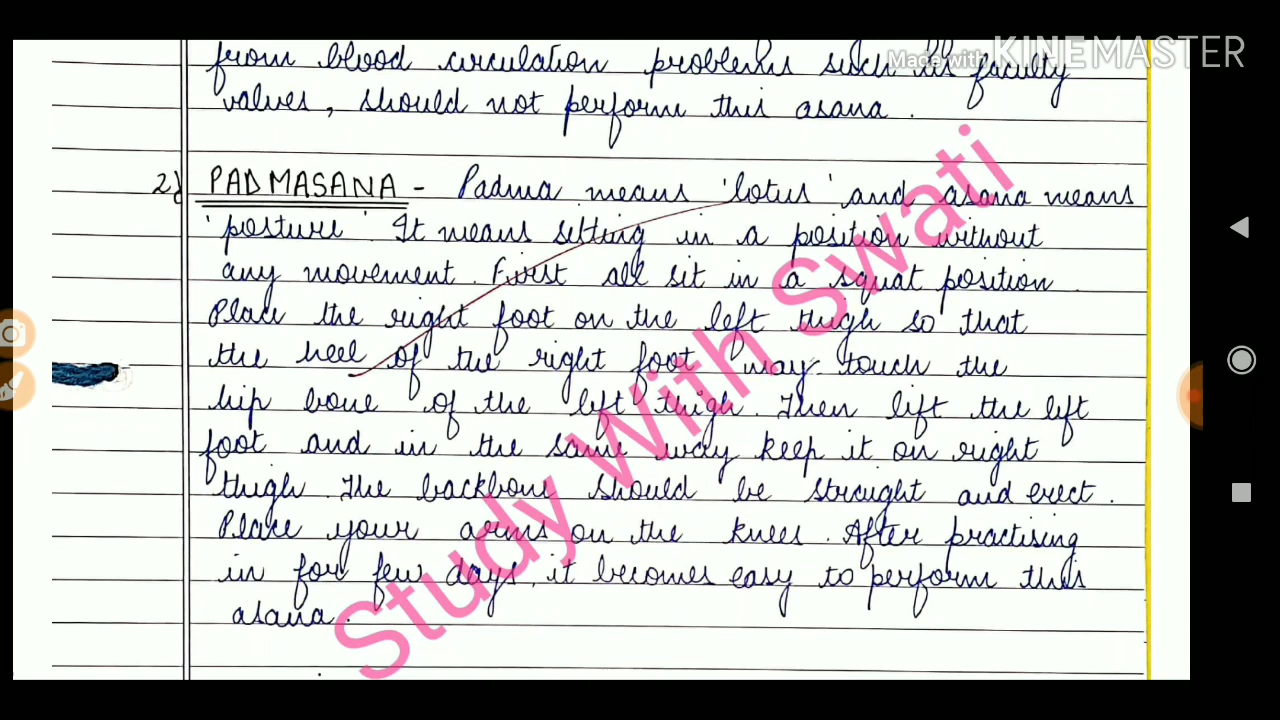 from blood circulation problems such as faculty
Made with KINEMASTER
values, should not perform this asana.
2) PADMASANA - Padma means 'lotus' and asana means
'posture'. It means setting in a position without
any movement. First all sit in a squat position.
Place the right foot on the left thigh so that
the heel of the right foot may touch the
hip bone of the left thigh. Then lift the left
foot and in the same way keep it on right
thigh. The backbone should be straight and erect.
Place your arms on the knees. After practising
in for few days, it becomes easy to perform this
asana.
Study With Swati